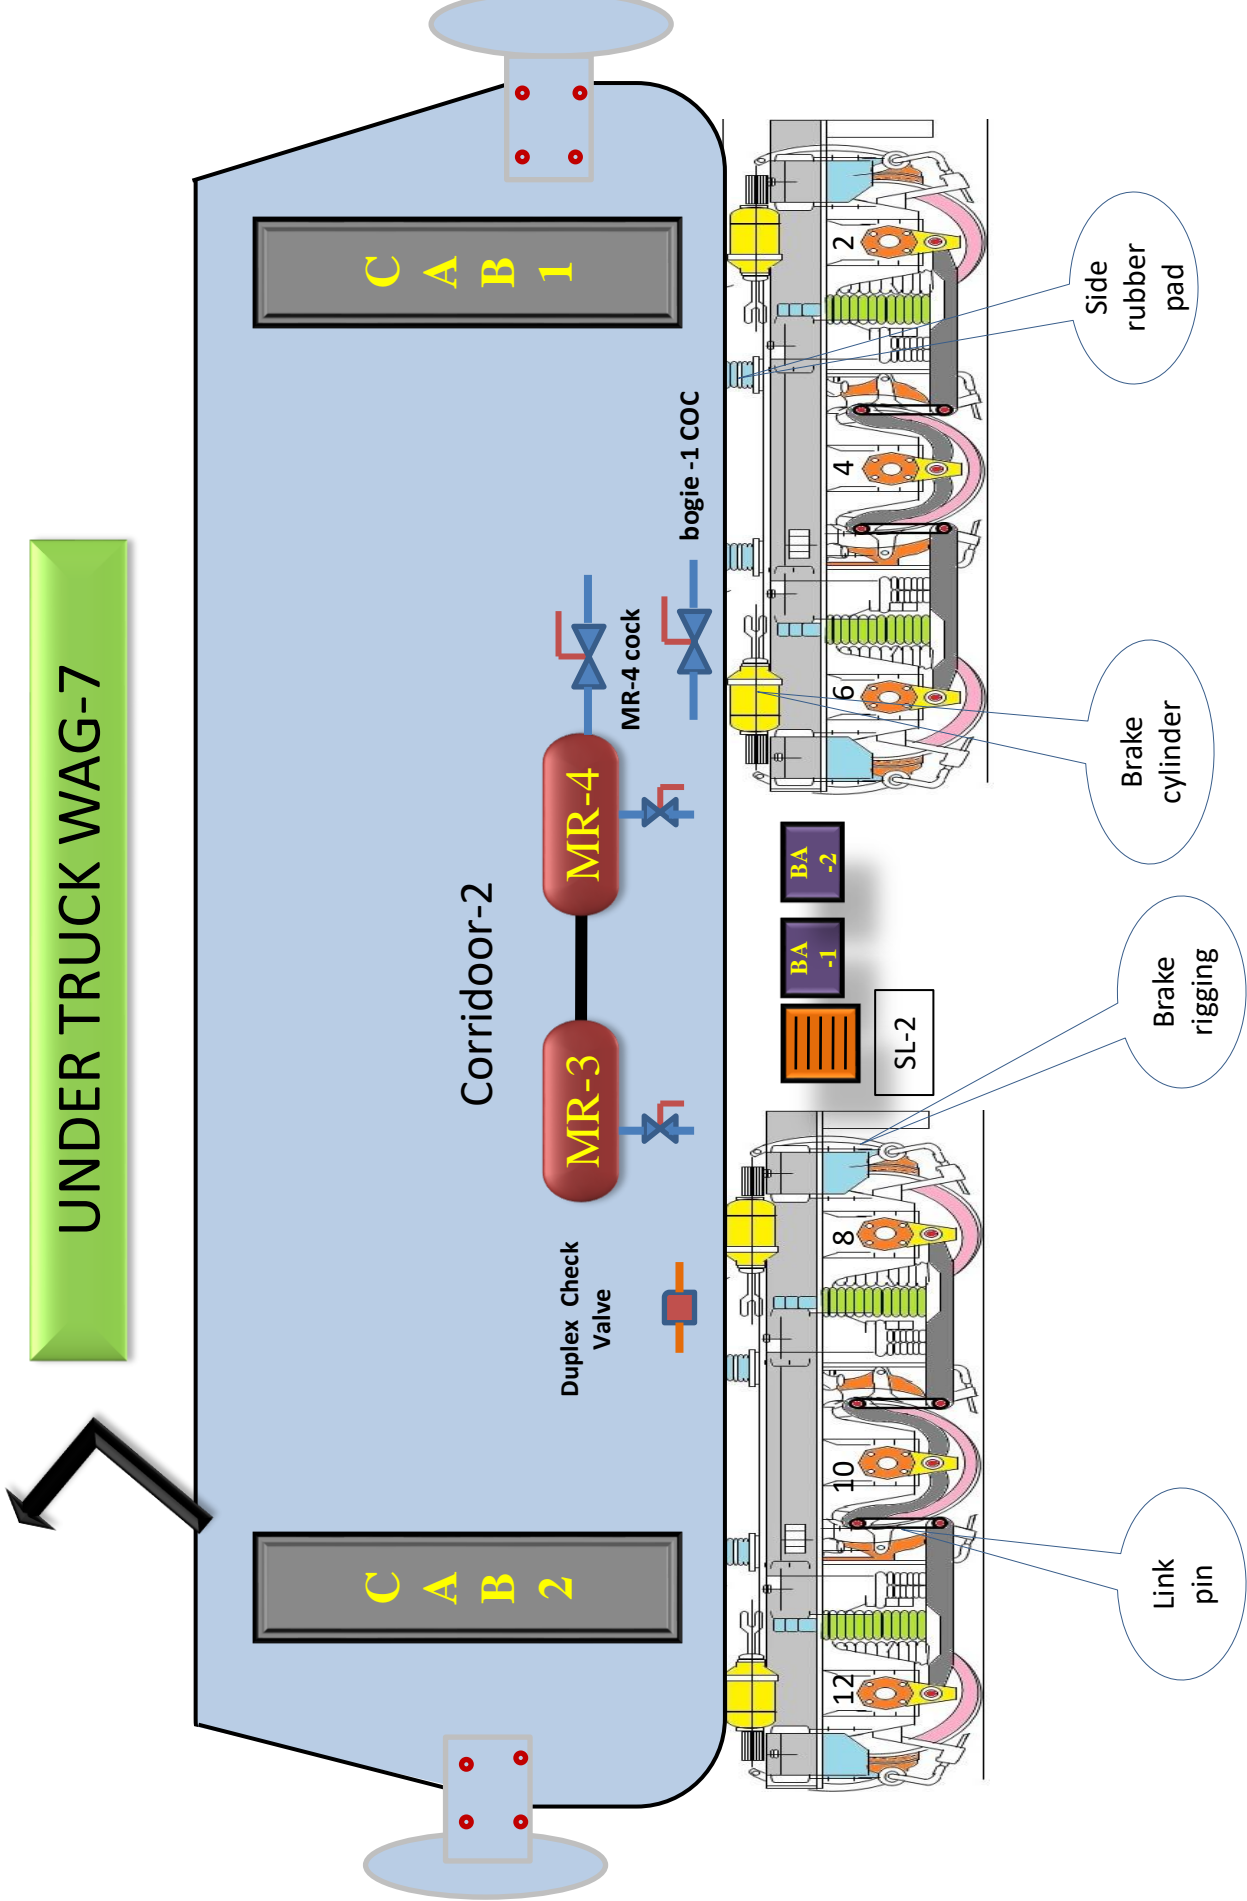 UNDER TRUCK WAG-7
C
A
B
2
C
A
B
1
Corridoor-2
MR-3
MR-4
MR-4 cock
Duplex Check
Valve
bogie -1 COC
12
10
8
6
4
2
BA
-1
BA
-2
SL-2
Link
pin
Brake
rigging
Brake
cylinder
Side
rubber
pad